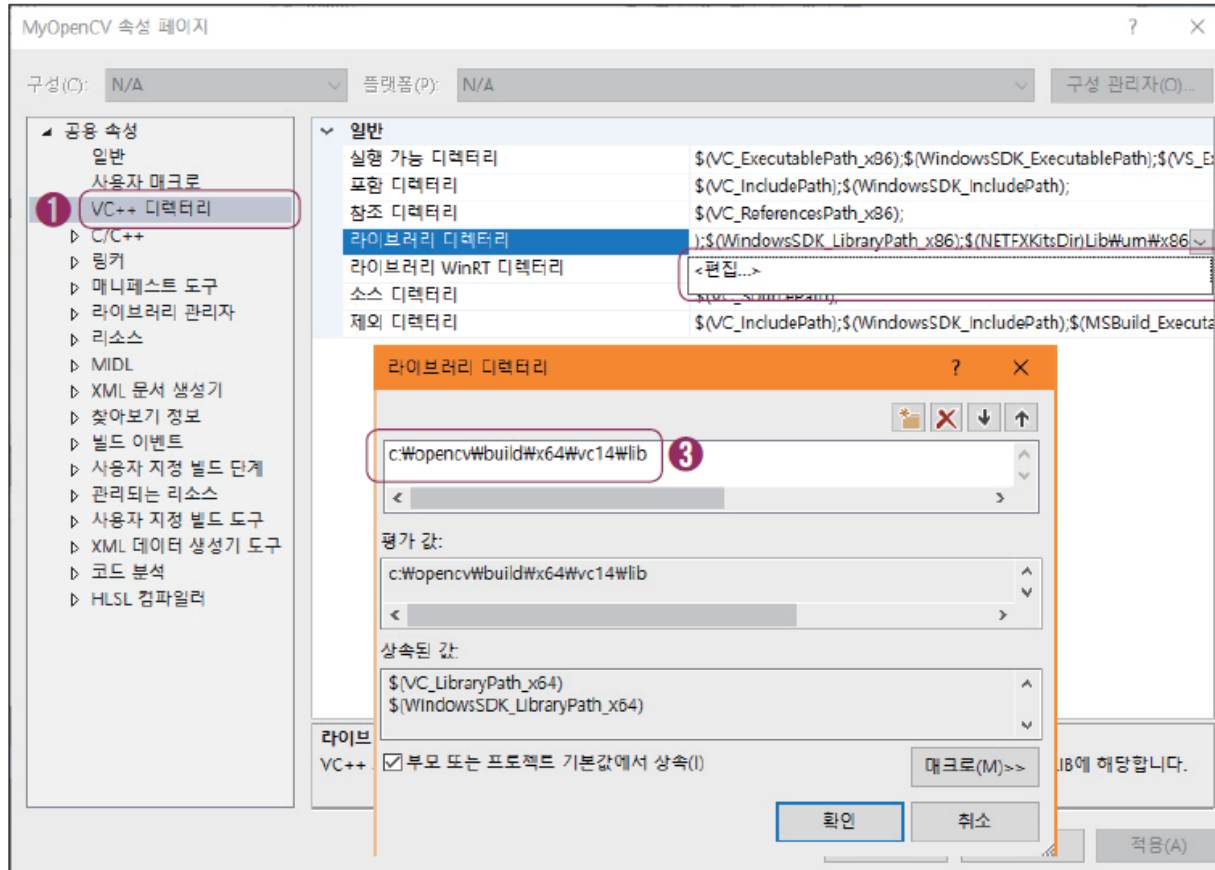 MyOpenCV 속성 페이지 ? ×
구성(C): N/A 플랫폼(P): N/A 구성 관리자(O)...
공용 속성
일반
사용자 매크로
❶ VC++ 디렉터리
C/C++
링커
매니페스트 도구
라이브러리 관리자
리소스
MIDL
XML 문서 생성기
찾아보기 정보
빌드 이벤트
사용자 지정 빌드 단계
관리되는 리소스
사용자 지정 빌드 도구
XML 데이터 생성기 도구
코드 분석
HLSL 컴파일러
일반
실행 가능 디렉터리 $(VC_ExecutablePath_x86);$(WindowsSDK_ExecutablePath);$(VS_E
포함 디렉터리 $(VC_IncludePath);$(WindowsSDK_IncludePath);
참조 디렉터리 $(VC_ReferencesPath_x86);
라이브러리 디렉터리 );$(WindowsSDK_LibraryPath_x86);$(NETFXKitsDir)Lib₩um₩x86
라이브러리 WinRT 디렉터리 <편집...>
소스 디렉터리 $(VC_SourcePath);
제외 디렉터리 $(VC_IncludePath);$(WindowsSDK_IncludePath);$(MSBuild_Executa
라이브러리 디렉터리 ? ×
c:₩opencv₩build₩x64₩vc14₩lib ❸
평가 값:
c:₩opencv₩build₩x64₩vc14₩lib
상속된 값:
$(VC_LibraryPath_x64)
$(WindowsSDK_LibraryPath_x64)
부모 또는 프로젝트 기본값에서 상속(I)
매크로(M)>>
확인 취소
라이브
VC++ .IB에 해당합니다.
적용(A)